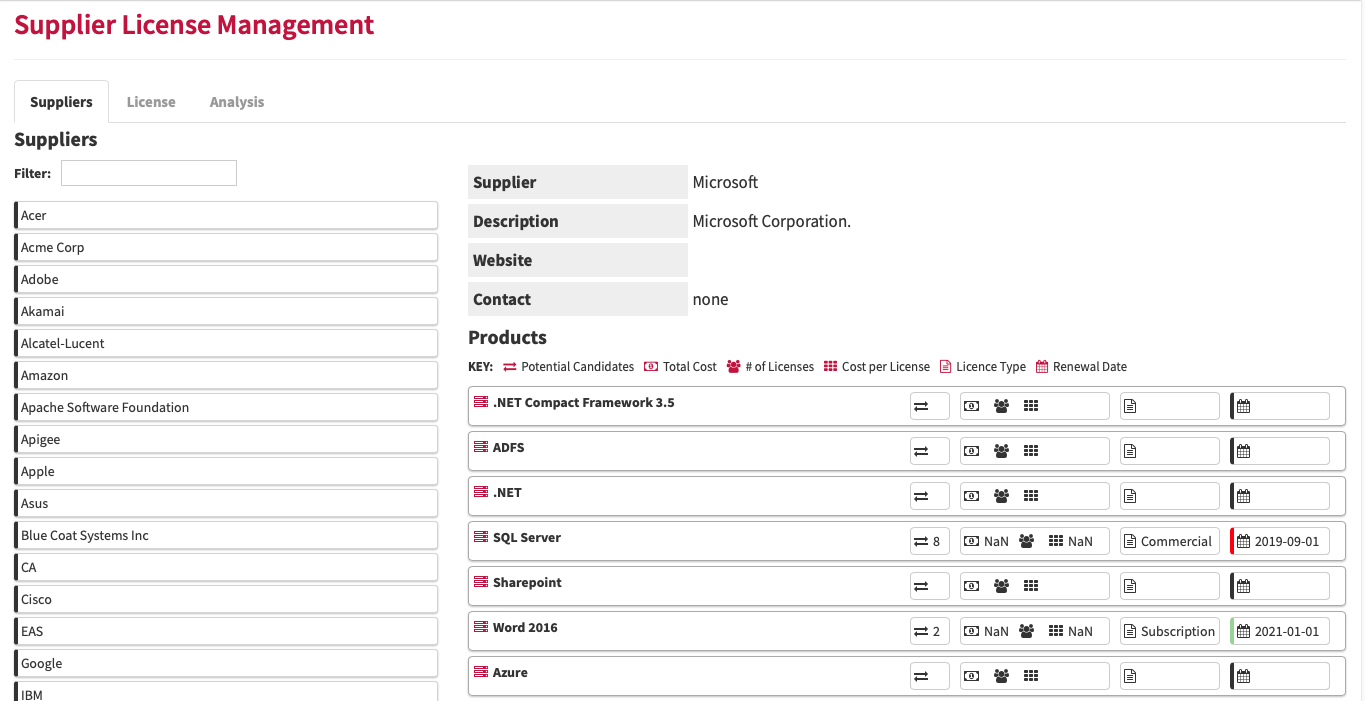 Supplier License Management
Suppliers License Analysis
Suppliers
Filter:
Acer
Acme Corp
Adobe
Akamai
Alcatel-Lucent
Amazon
Apache Software Foundation
Apigee
Apple
Asus
Blue Coat Systems Inc
CA
Cisco
EAS
Google
IBM
Supplier Microsoft
Description Microsoft Corporation.
Website
Contact none
Products
KEY: Potential Candidates Total Cost # of Licenses Cost per License Licence Type Renewal Date
.NET Compact Framework 3.5
ADFS
.NET
SQL Server 8 NaN NaN Commercial 2019-09-01
Sharepoint
Word 2016 2 NaN NaN Subscription 2021-01-01
Azure